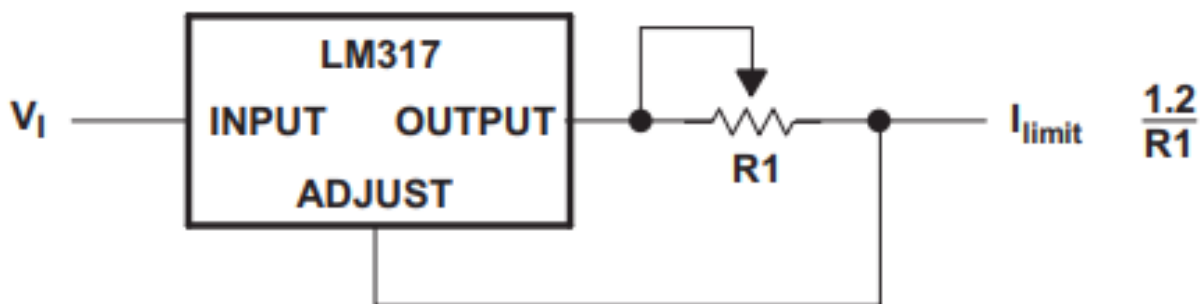 LM317
V_I INPUT OUTPUT I_limit 1.2/R1
R1
ADJUST